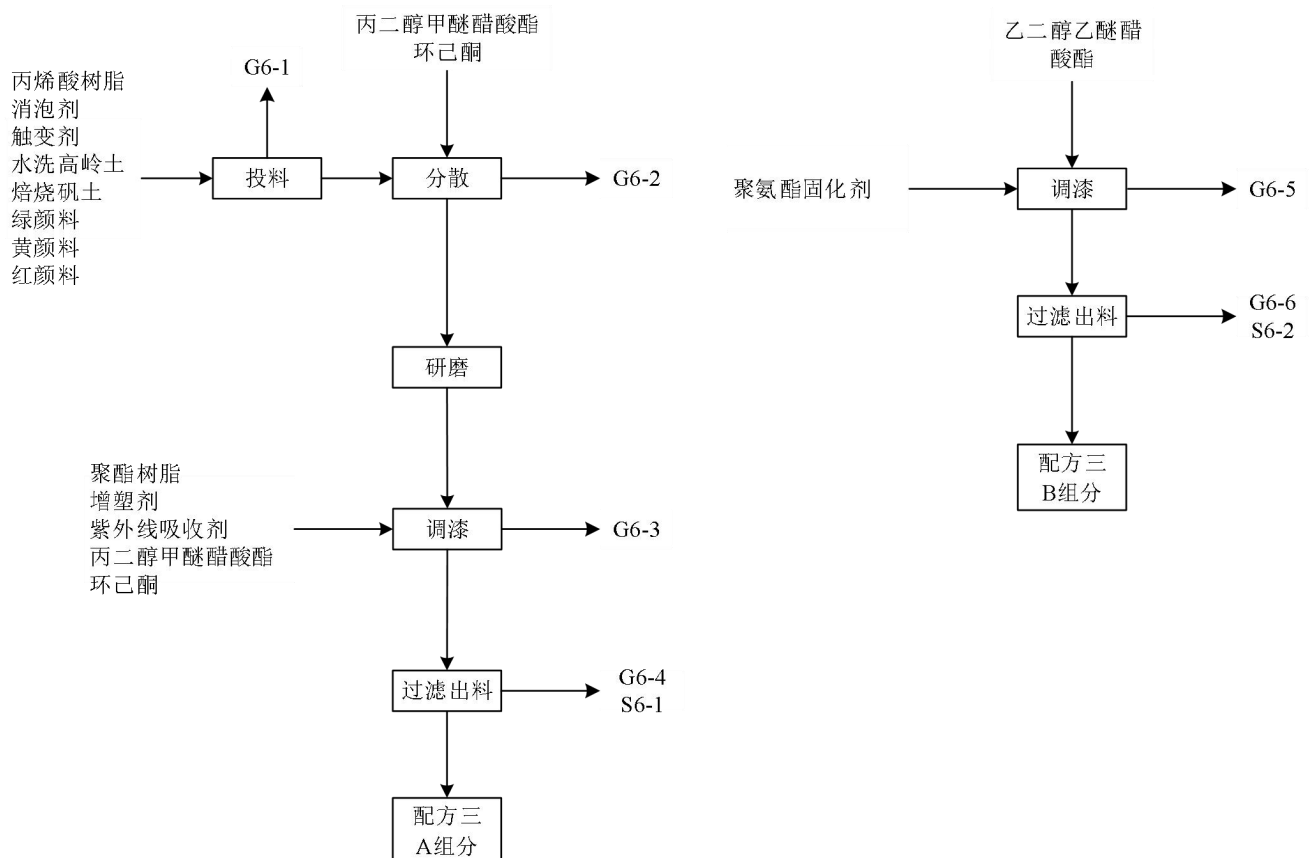 丙二醇甲醚醋酸酯
环己酮
G6-1
丙烯酸树脂
消泡剂
触变剂
水洗高岭土
焙烧矾土
绿颜料
黄颜料
红颜料
投料
分散
G6-2
研磨
聚酯树脂
增塑剂
紫外线吸收剂
丙二醇甲醚醋酸酯
环己酮
调漆
G6-3
过滤出料
G6-4
S6-1
配方三
A组分
乙二醇乙醚醋
酸酯
聚氨酯固化剂
调漆
G6-5
过滤出料
G6-6
S6-2
配方三
B组分